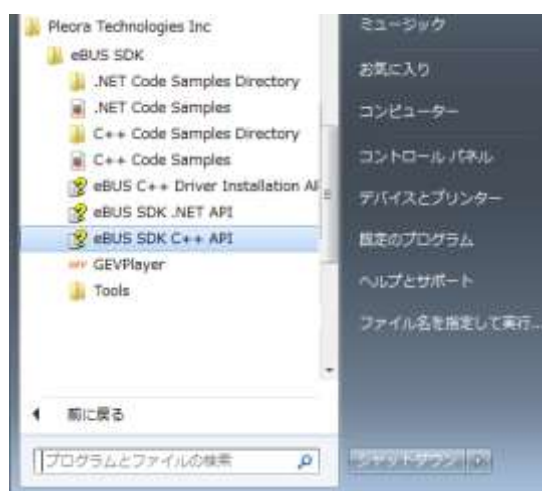 Pleora Technologies Inc
eBUS SDK
.NET Code Samples Directory
.NET Code Samples
C++ Code Samples Directory
C++ Code Samples
eBUS C++ Driver Installation AF
eBUS SDK .NET API
eBUS SDK C++ API
GEVPlayer
Tools
前に戻る
プログラムとファイルの検索
ミュージック
お気に入り
コンピューター
コントロール パネル
デバイスとプリンター
既定のプログラム
ヘルプとサポート
ファイル名を指定して実行...
シャットダウン